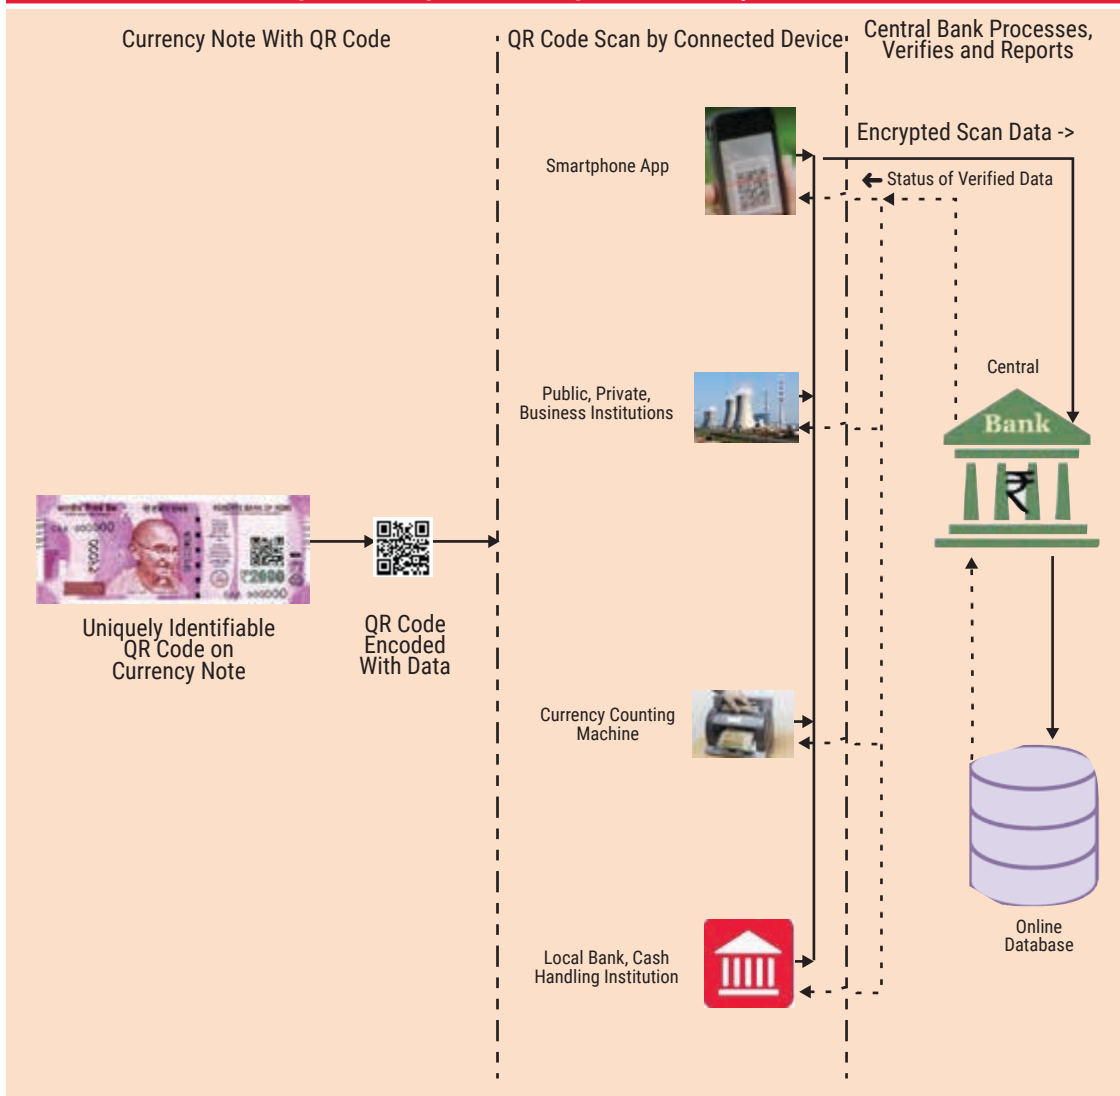 Currency Note With QR Code
QR Code Scan by Connected Device
Central Bank Processes,
Verifies and Reports
Encrypted Scan Data ->
Smartphone App
← Status of Verified Data
Central
Bank
₹
Public, Private,
Business Institutions
₹2000
Uniquely Identifiable
QR Code on
Currency Note
QR Code
Encoded
With Data
Currency Counting
Machine
Online
Database
Local Bank, Cash
Handling Institution